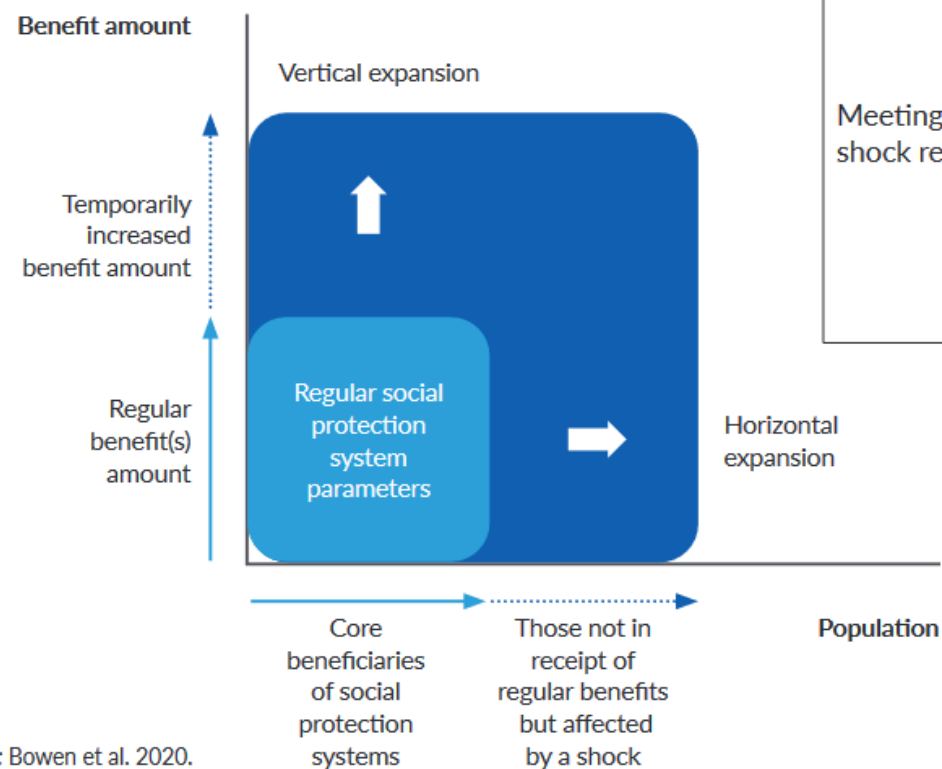 Benefit amount
Vertical expansion
Meeting
shock re
Temporarily
increased
benefit amount
Regular
benefit(s)
amount
Regular social
protection
system
parameters
Horizontal
expansion
Core
beneficiaries
of social
protection
systems
Those not in
receipt of
regular benefits
but affected
by a shock
Population
: Bowen et al. 2020.